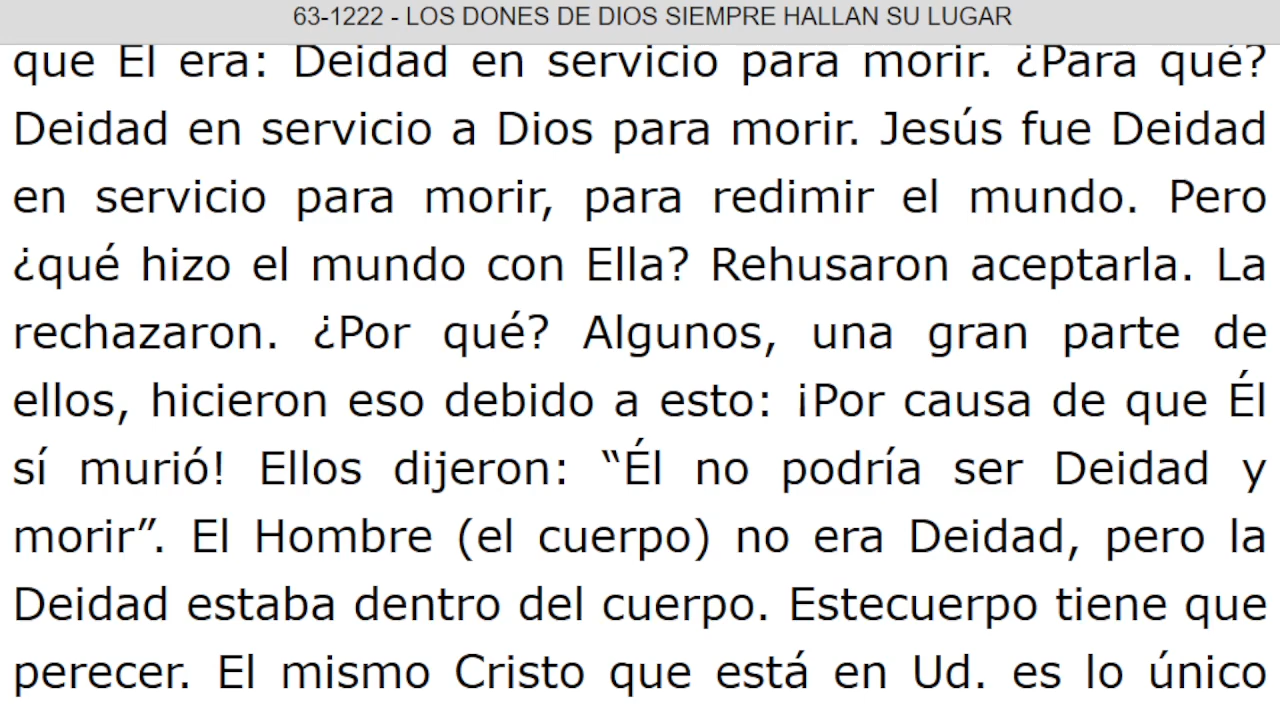 63-1222 - LOS DONES DE DIOS SIEMPRE HALLAN SU LUGAR
que Él era: Deidad en servicio para morir. ¿Para qué?
Deidad en servicio a Dios para morir. Jesús fue Deidad
en servicio para morir, para redimir el mundo. Pero
¿qué hizo el mundo con Ella? Rehusaron aceptarla. La
rechazaron. ¿Por qué? Algunos, una gran parte de
ellos, hicieron eso debido a esto: ¡Por causa de que Él
sí murió! Ellos dijeron: “Él no podría ser Deidad y
morir”. El Hombre (el cuerpo) no era Deidad, pero la
Deidad estaba dentro del cuerpo. Estecuerpo tiene que
perecer. El mismo Cristo que está en Ud. es lo único